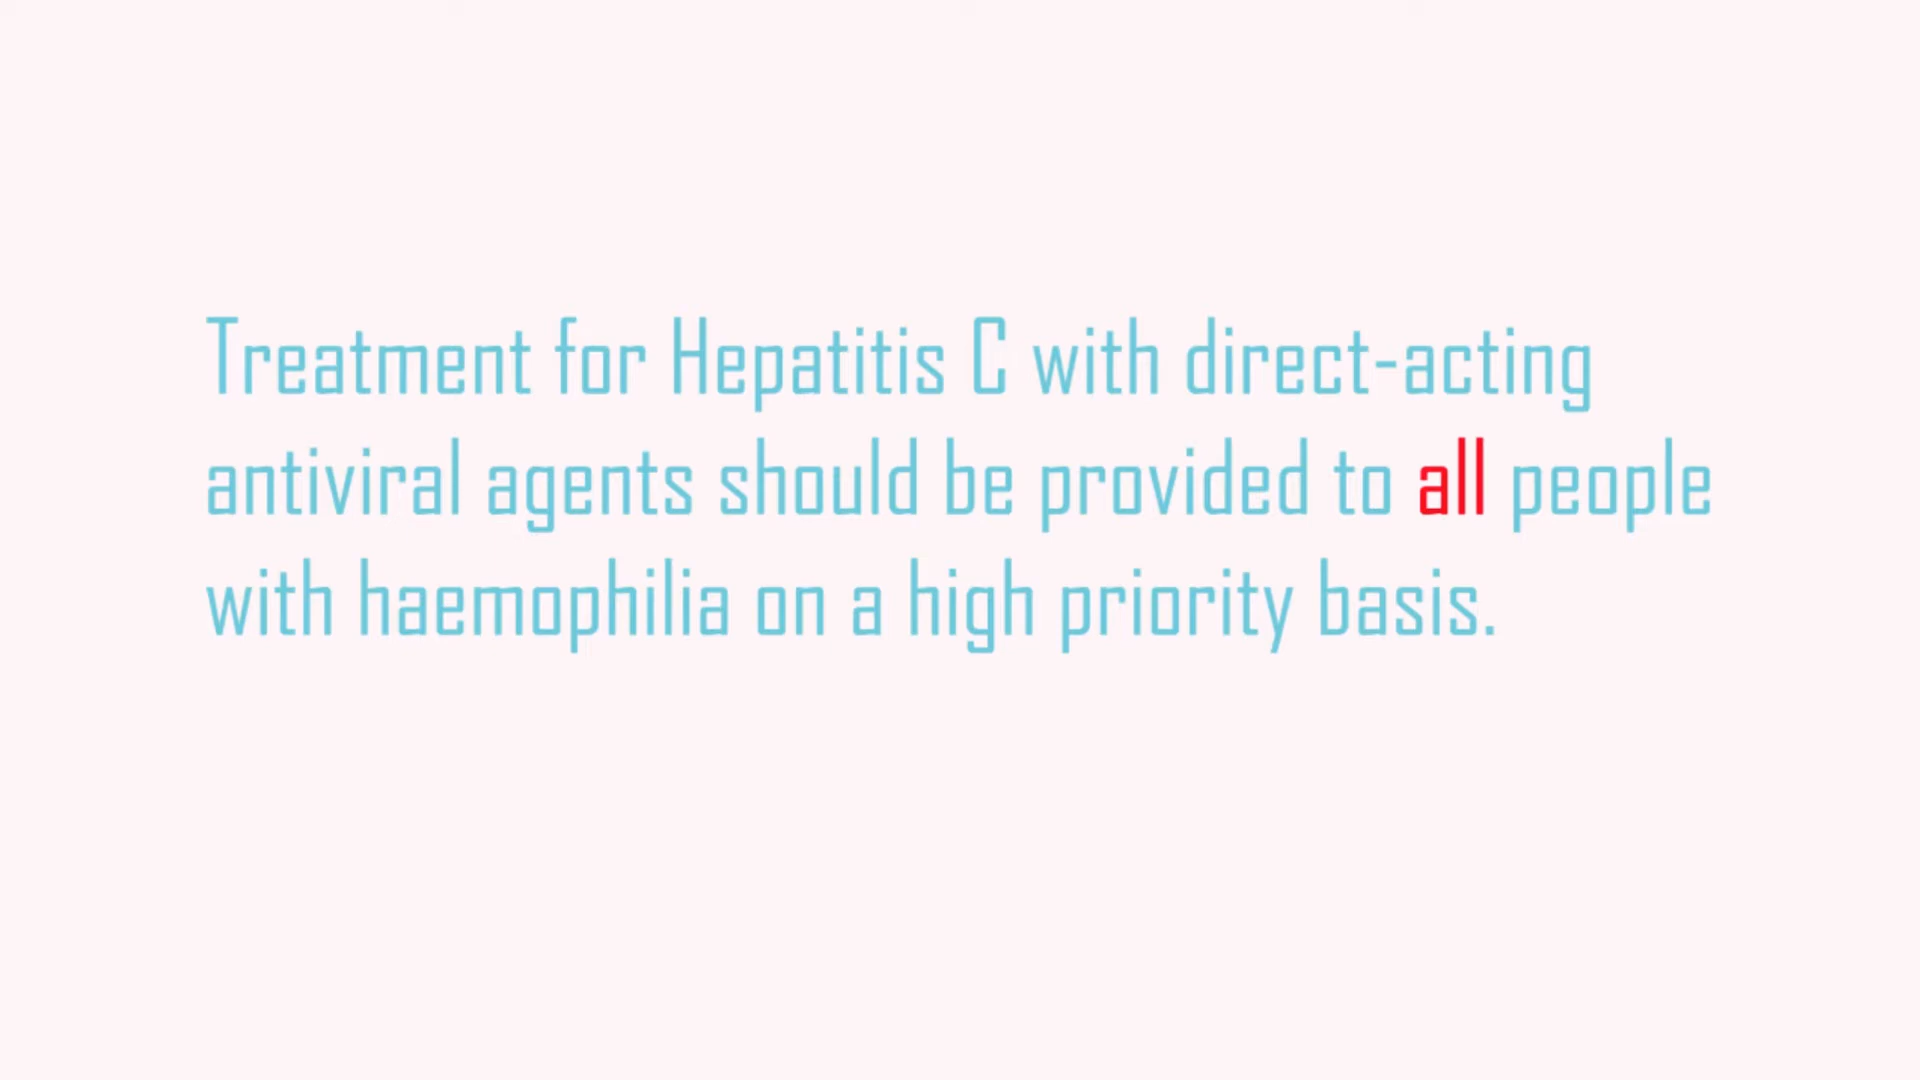 Treatment for Hepatitis C with direct-acting
antiviral agents should be provided to all people
with haemophilia on a high priority basis.